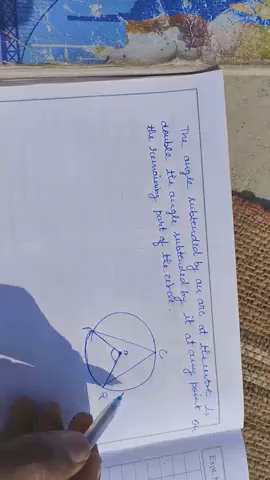 The angle subtended by an arc at the centre is
double the angle subtended by it at any point on
the remaining part of the circle.
C
P
Q
Expt. N